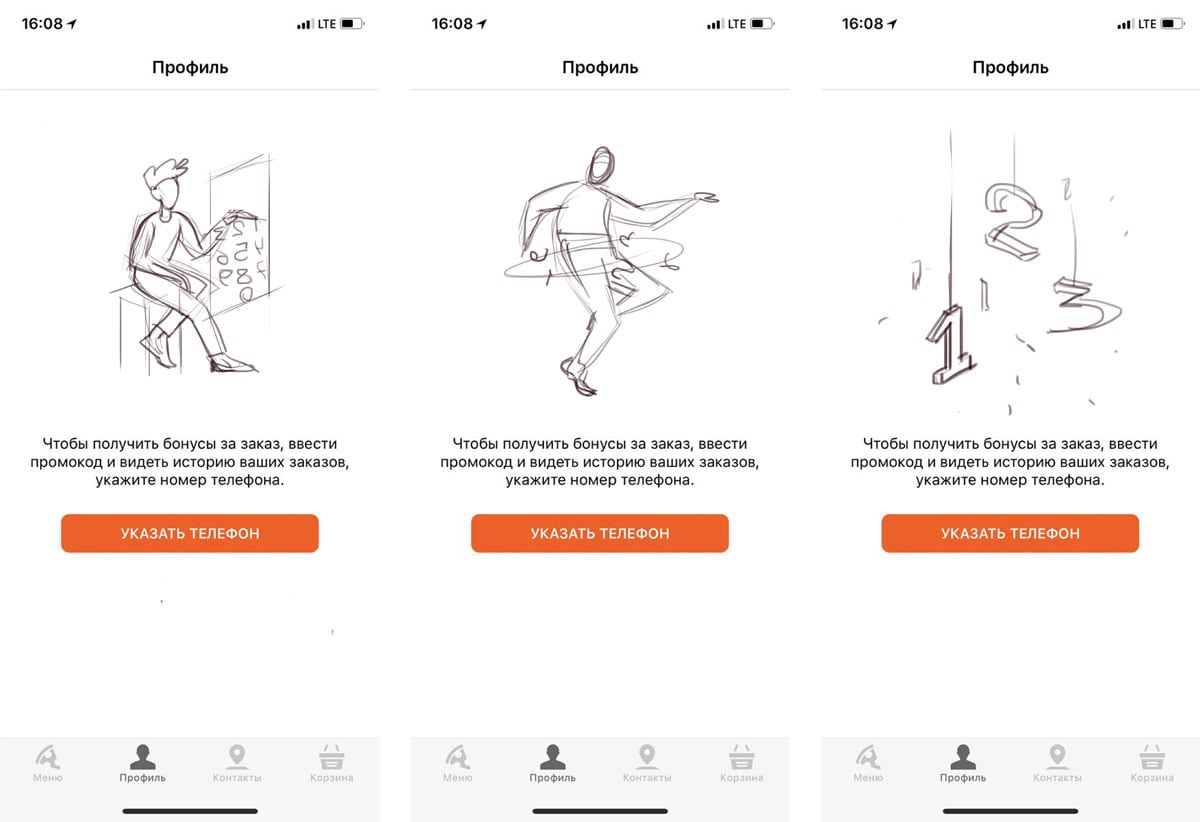 16:08 LTE
Профиль
Чтобы получить бонусы за заказ, ввести
промокод и видеть историю ваших заказов,
укажите номер телефона.
УКАЗАТЬ ТЕЛЕФОН
Меню Профиль Контакты Корзина
16:08 LTE
Профиль
Чтобы получить бонусы за заказ, ввести
промокод и видеть историю ваших заказов,
укажите номер телефона.
УКАЗАТЬ ТЕЛЕФОН
Меню Профиль Контакты Корзина
16:08 LTE
Профиль
2
3
1
Чтобы получить бонусы за заказ, ввести
промокод и видеть историю ваших заказов,
укажите номер телефона.
УКАЗАТЬ ТЕЛЕФОН
Меню Профиль Контакты Корзина